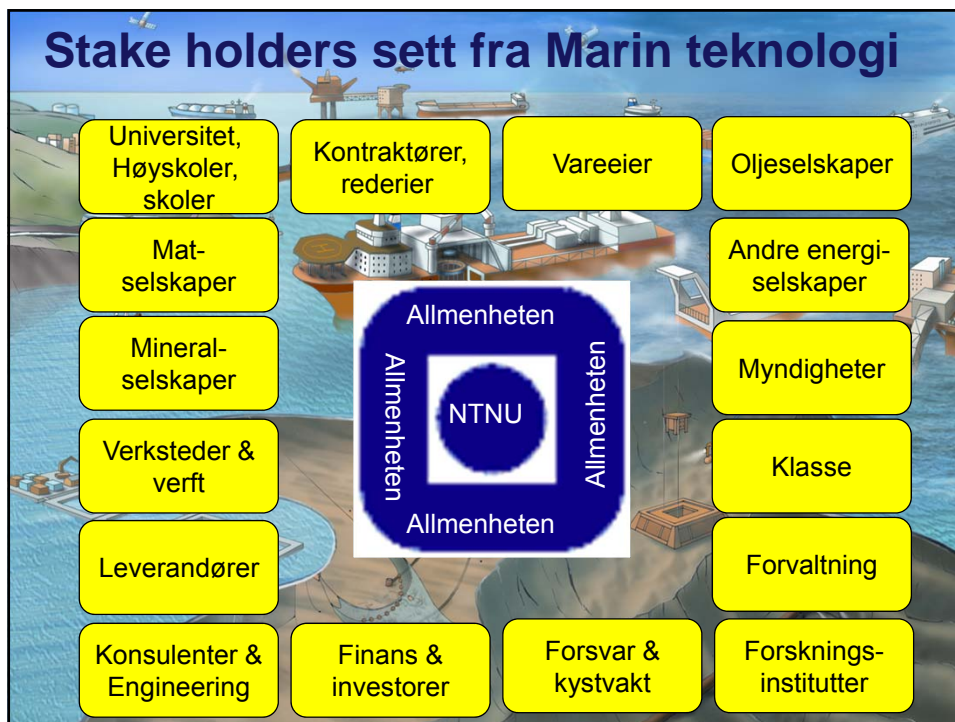 Stake holders sett fra Marin teknologi
Universitet,
Høyskoler,
skoler
Kontraktører,
rederier
Vareeier
Oljeselskaper
Mat-
selskaper
Andre energi-
selskaper
Mineral-
selskaper
Myndigheter
Verksteder &
verft
Klasse
Leverandører
Forvaltning
Konsulenter &
Engineering
Finans &
investorer
Forsvar &
kystvakt
Forsknings-
institutter
Allmenheten
Allmenheten
NTNU
Allmenheten
Allmenheten